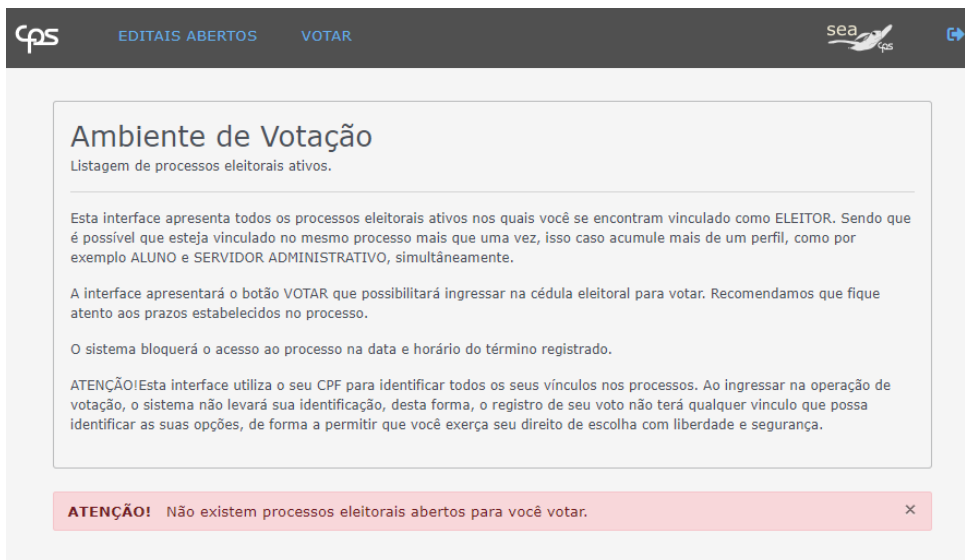 cps EDITAIS ABERTOS VOTAR sea cps
Ambiente de Votação
Listagem de processos eleitorais ativos.
Esta interface apresenta todos os processos eleitorais ativos nos quais você se encontram vinculado como ELEITOR. Sendo que
é possível que esteja vinculado no mesmo processo mais que uma vez, isso caso acumule mais de um perfil, como por
exemplo ALUNO e SERVIDOR ADMINISTRATIVO, simultâneamente.
A interface apresentará o botão VOTAR que possibilitará ingressar na cédula eleitoral para votar. Recomendamos que fique
atento aos prazos estabelecidos no processo.
O sistema bloquerá o acesso ao processo na data e horário do término registrado.
ATENÇÃO!Esta interface utiliza o seu CPF para identificar todos os seus vínculos nos processos. Ao ingressar na operação de
votação, o sistema não levará sua identificação, desta forma, o registro de seu voto não terá qualquer vinculo que possa
identificar as suas opções, de forma a permitir que você exerça seu direito de escolha com liberdade e segurança.
ATENÇÃO! Não existem processos eleitorais abertos para você votar. ×